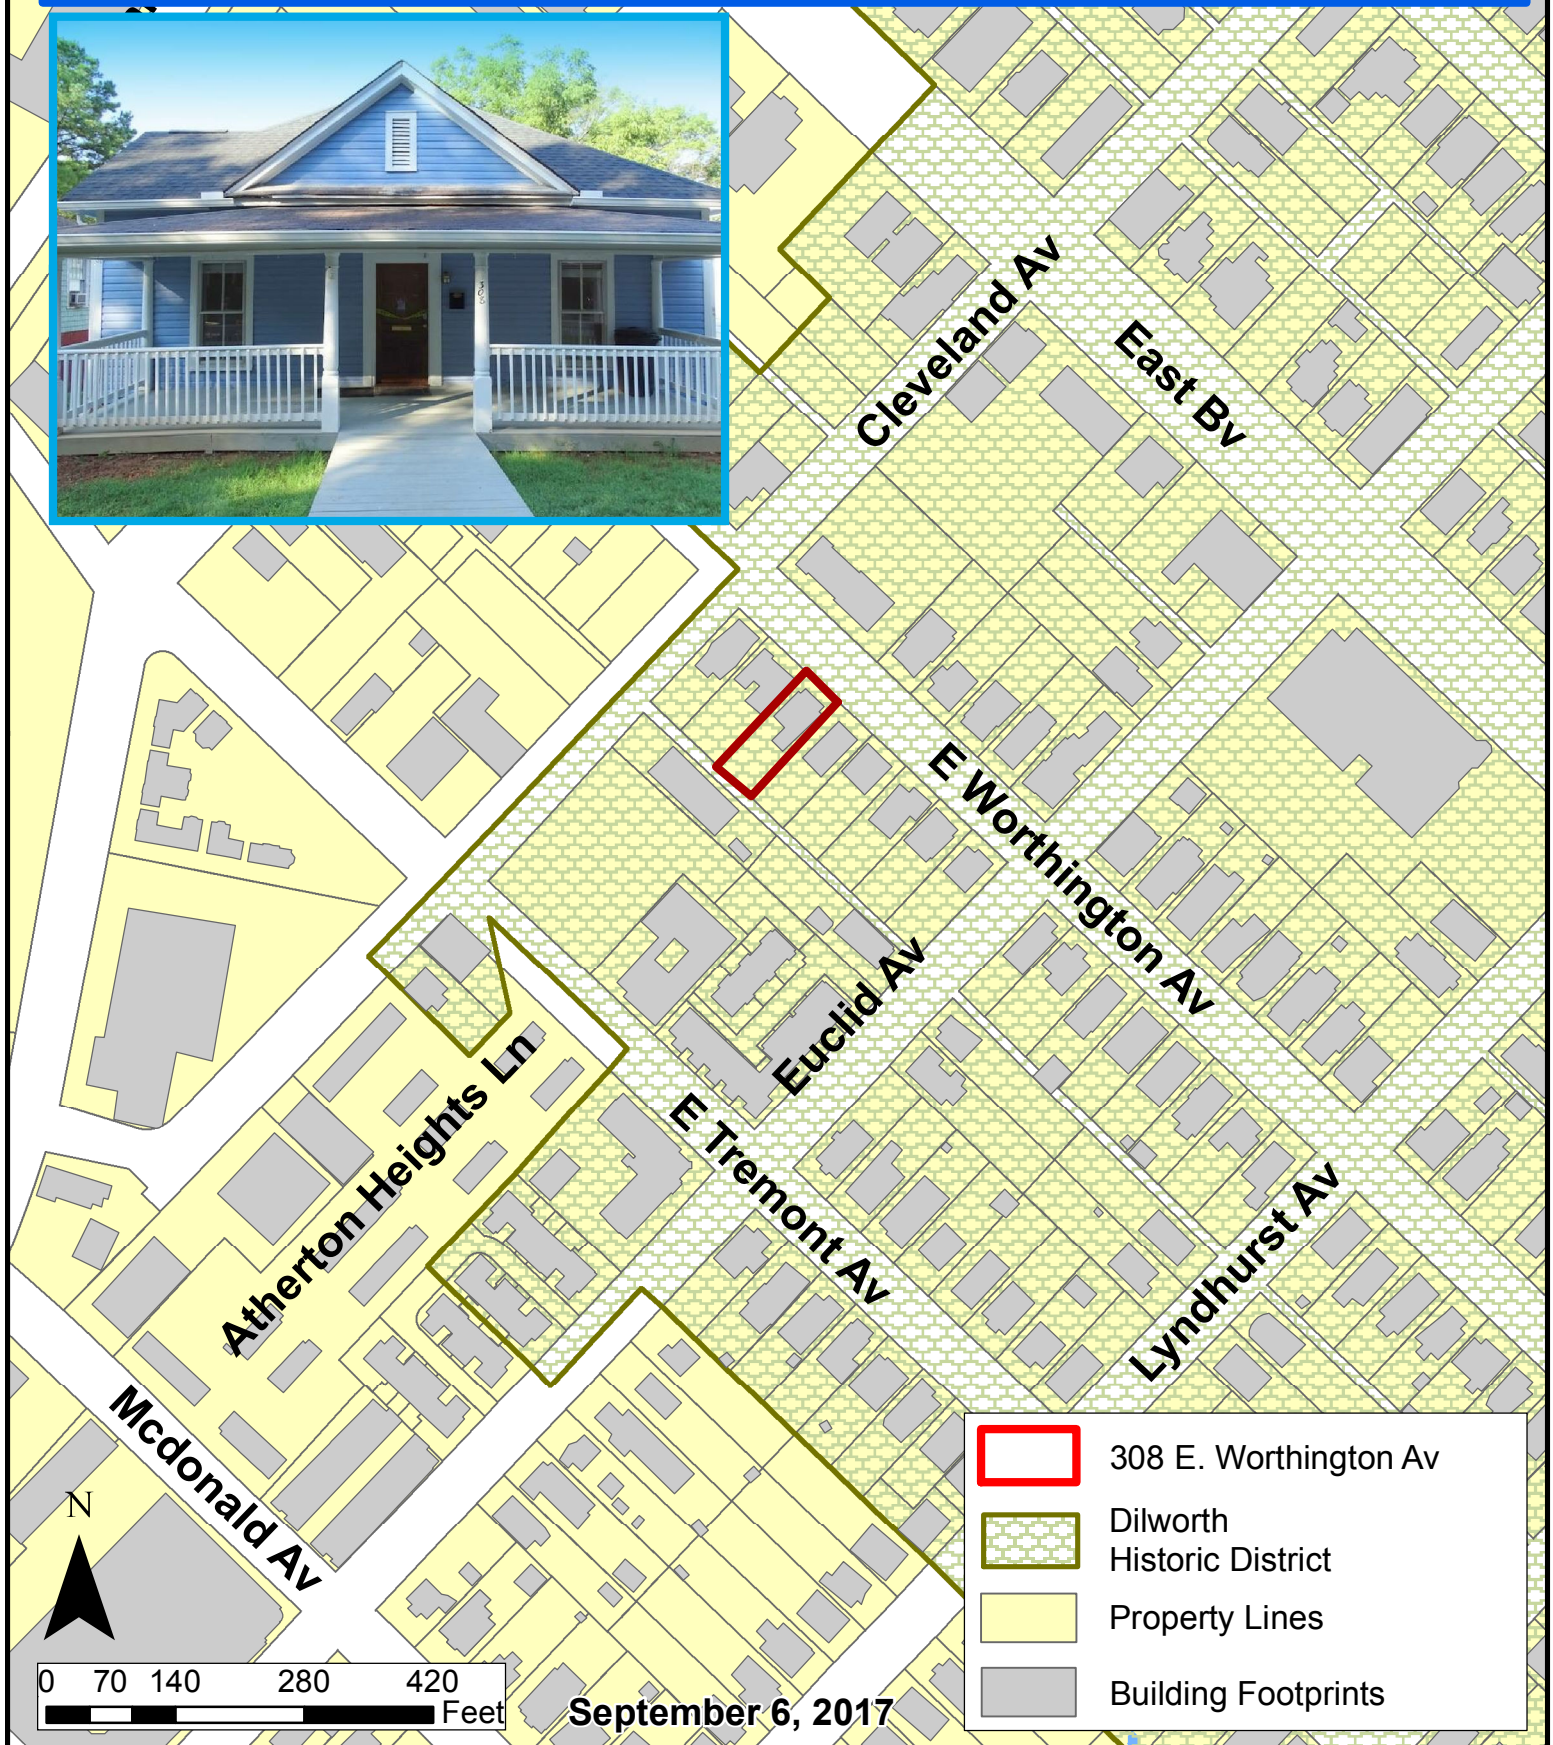 308
Cleveland Av
East Bv
E Worthington Av
Euclid Av
E Tremont Av
Atherton Heights Ln
Lyndhurst Av
Mcdonald Av
N
0 70 140 280 420
Feet
September 6, 2017
308 E. Worthington Av
Dilworth
Historic District
Property Lines
Building Footprints